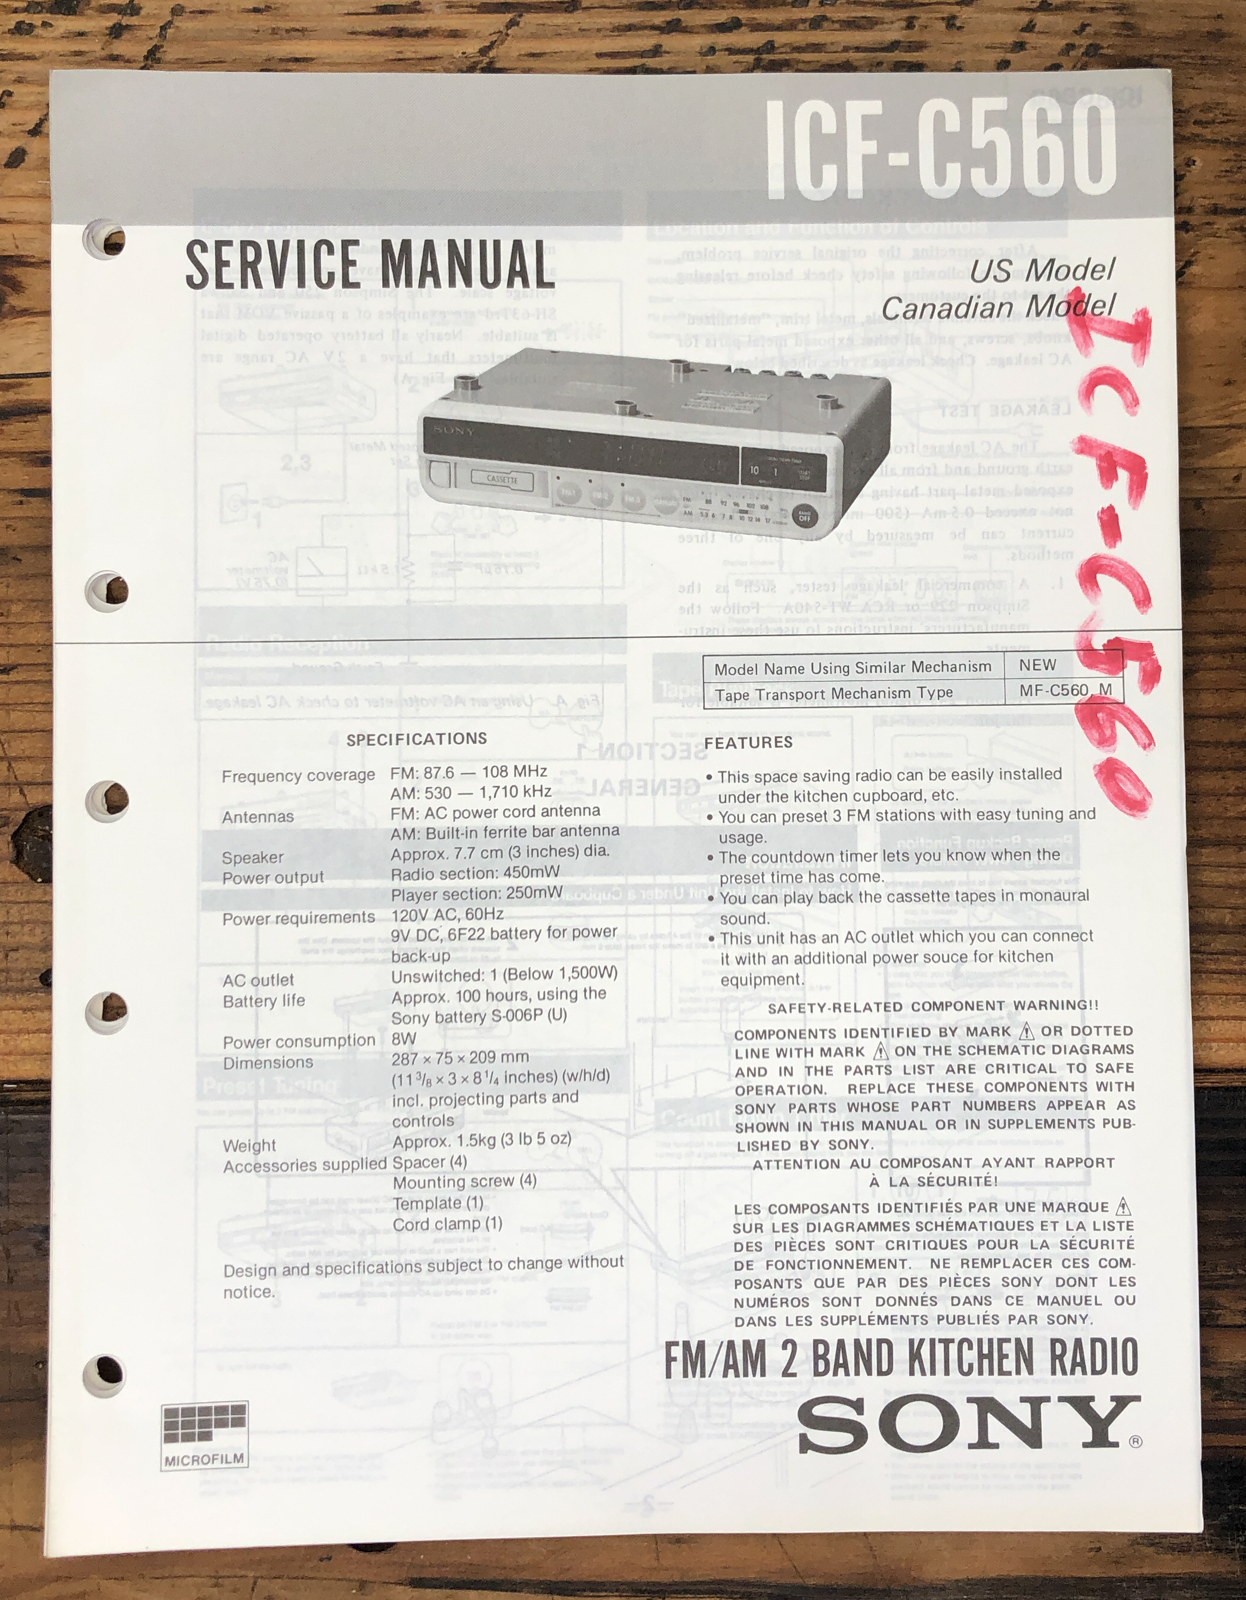 ICF-C560
SERVICE MANUAL
US Model
Canadian Model
ICF-C560
SONY
CASSETTE
10 1
OFF
Model Name Using Similar Mechanism NEW
Tape Transport Mechanism Type MF-C560 M
SPECIFICATIONS
Frequency coverage FM: 87.6 — 108 MHz
AM: 530 — 1,710 kHz
Antennas FM: AC power cord antenna
AM: Built-in ferrite bar antenna
Speaker Approx. 7.7 cm (3 inches) dia.
Power output Radio section: 450mW
Player section: 250mW
Power requirements 120V AC, 60Hz
9V DC, 6F22 battery for power
back-up
AC outlet Unswitched: 1 (Below 1,500W)
Battery life Approx. 100 hours, using the
Sony battery S-006P (U)
Power consumption 8W
Dimensions 287 × 75 × 209 mm
(11 3/8 × 3 × 8 1/4 inches) (w/h/d)
incl. projecting parts and
controls
Weight Approx. 1.5kg (3 lb 5 oz)
Accessories supplied Spacer (4)
Mounting screw (4)
Template (1)
Cord clamp (1)
Design and specifications subject to change without
notice.
FEATURES
• This space saving radio can be easily installed
under the kitchen cupboard, etc.
• You can preset 3 FM stations with easy tuning and
usage.
• The countdown timer lets you know when the
preset time has come.
• You can play back the cassette tapes in monaural
sound.
• This unit has an AC outlet which you can connect
it with an additional power souce for kitchen
equipment.
SAFETY-RELATED COMPONENT WARNING!!
COMPONENTS IDENTIFIED BY MARK ⚠ OR DOTTED
LINE WITH MARK ⚠ ON THE SCHEMATIC DIAGRAMS
AND IN THE PARTS LIST ARE CRITICAL TO SAFE
OPERATION. REPLACE THESE COMPONENTS WITH
SONY PARTS WHOSE PART NUMBERS APPEAR AS
SHOWN IN THIS MANUAL OR IN SUPPLEMENTS PUB-
LISHED BY SONY.
ATTENTION AU COMPOSANT AYANT RAPPORT
À LA SÉCURITÉ!
LES COMPOSANTS IDENTIFIÉS PAR UNE MARQUE ⚠
SUR LES DIAGRAMMES SCHÉMATIQUES ET LA LISTE
DES PIÈCES SONT CRITIQUES POUR LA SÉCURITÉ
DE FONCTIONNEMENT. NE REMPLACER CES COM-
POSANTS QUE PAR DES PIÈCES SONY DONT LES
NUMÉROS SONT DONNÉS DANS CE MANUEL OU
DANS LES SUPPLÉMENTS PUBLIÉS PAR SONY.
FM/AM 2 BAND KITCHEN RADIO
SONY®
MICROFILM